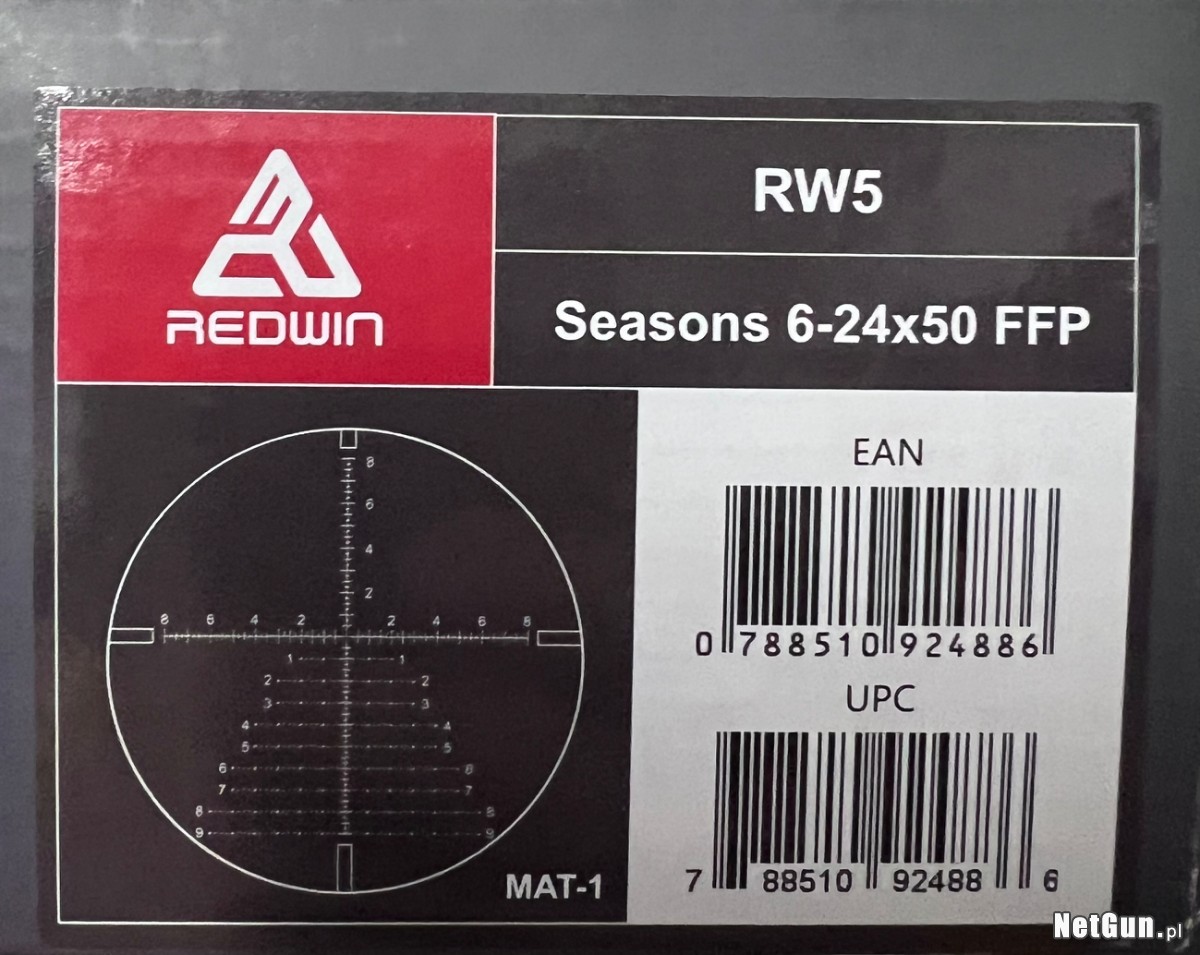 REDWIN
RW5
Seasons 6-24x50 FFP
8
6
4
2
8 6 4 2 2 4 6 8
1 1
2 2
3 3
4 4
5 5
6 6
7 7
8 8
9 9
MAT-1
EAN
0 788510 924886
UPC
7 88510 92488 6
NetGun.pl